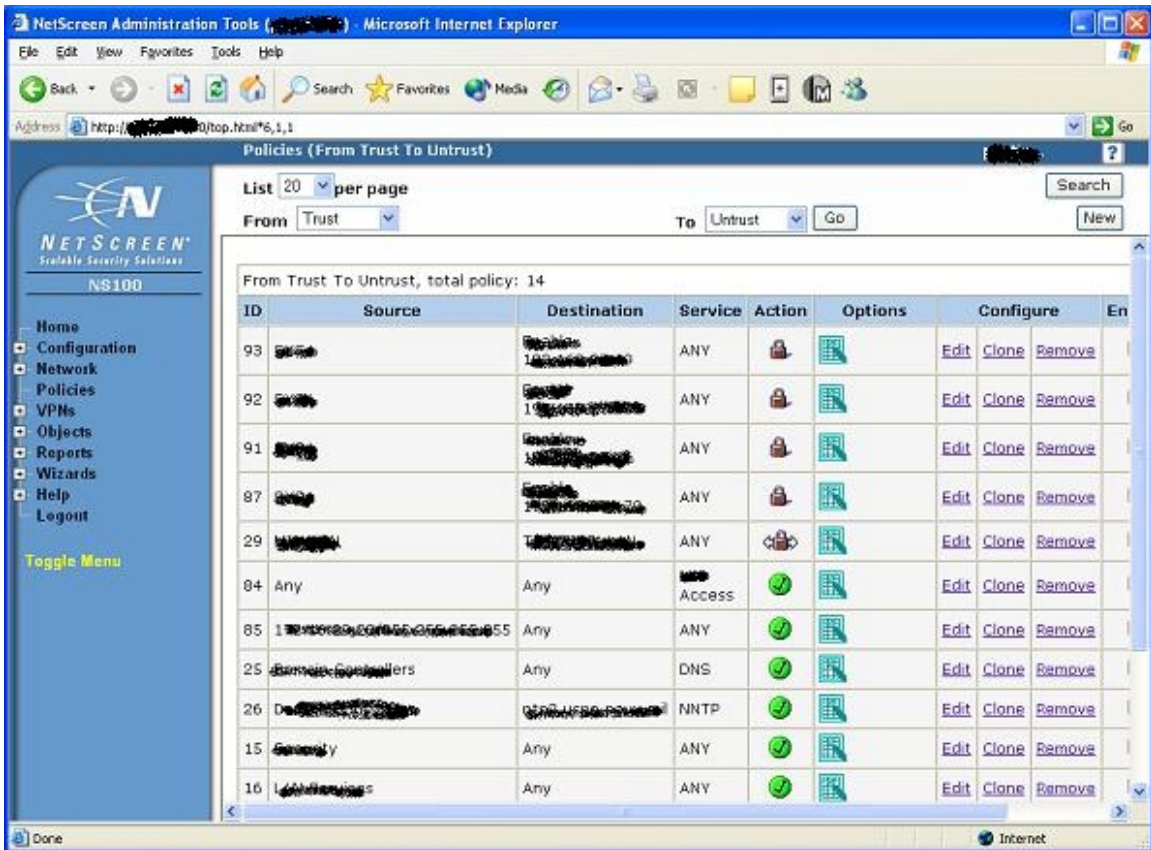 NetScreen Administration Tools ( ) - Microsoft Internet Explorer
File Edit View Favorites Tools Help
Back Search Favorites Media
Address http:// 0/top.html*6,1,1 Go
Policies (From Trust To Untrust) ?
List 20 per page Search
From Trust To Untrust Go New
N
NETSCREEN
Scalable Security Solutions
NS100
Home
Configuration
Network
Policies
VPNs
Objects
Reports
Wizards
Help
Logout
Toggle Menu
From Trust To Untrust, total policy: 14
ID Source Destination Service Action Options Configure En
93 ANY Edit Clone Remove
92 ANY Edit Clone Remove
91 ANY Edit Clone Remove
87 ANY Edit Clone Remove
29 ANY Edit Clone Remove
84 Any Any Access Edit Clone Remove
85 Any ANY Edit Clone Remove
25 Any DNS Edit Clone Remove
26 NNTP Edit Clone Remove
15 Any ANY Edit Clone Remove
16 Any ANY Edit Clone Remove
Done Internet